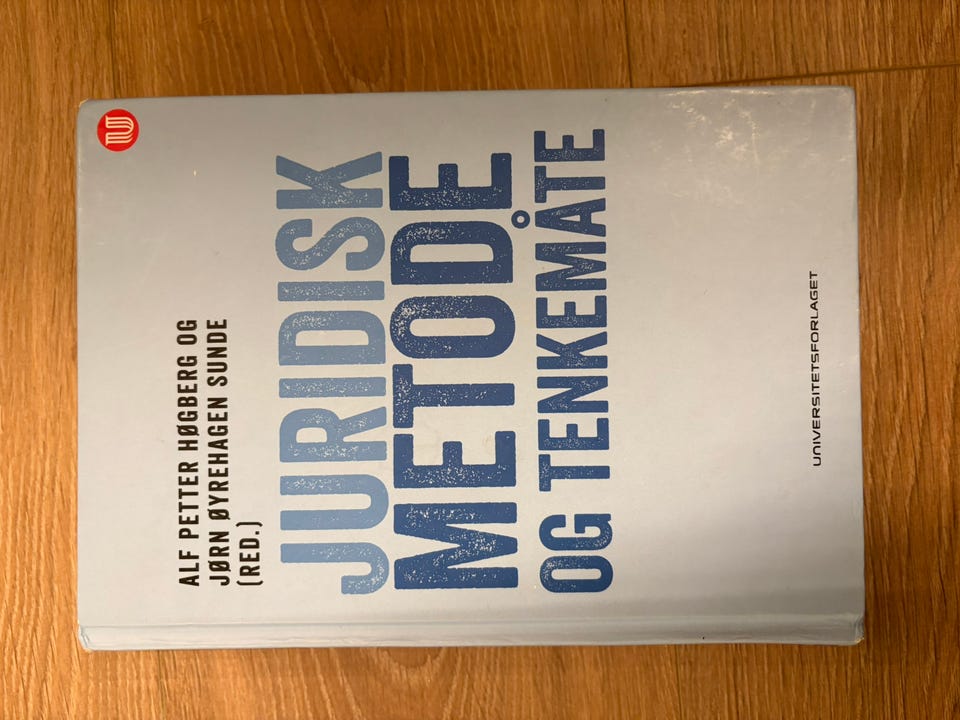 ALF PETTER HØGBERG OG
JØRN ØYREHAGEN SUNDE
(RED.)
JURIDISK
METODE
OG TENKEMÅTE
UNIVERSITETSFORLAGET